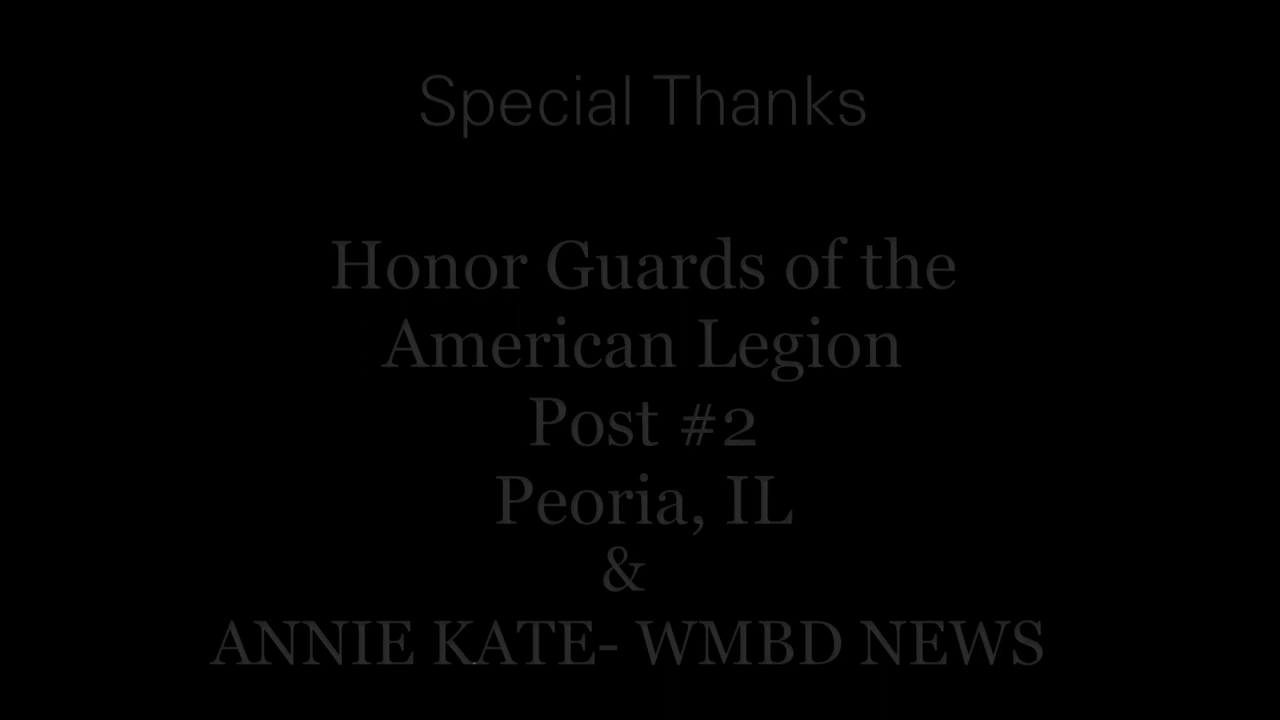 Special Thanks
Honor Guards of the
American Legion
Post #2
Peoria, IL
&
ANNIE KATE- WMBD NEWS